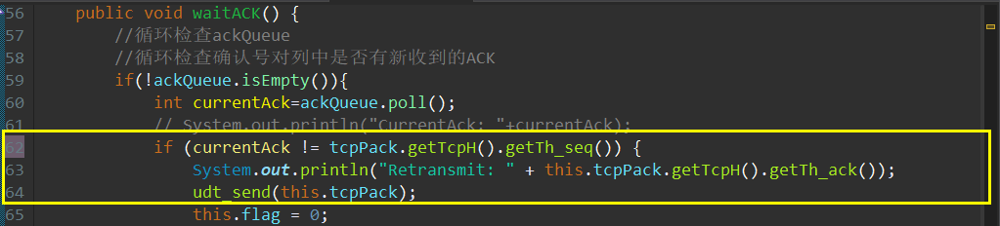 56 public void waitACK() {
57 //循环检查ackQueue
58 //循环检查确认号对列中是否有新收到的ACK
59 if(!ackQueue.isEmpty()){
60 int currentAck=ackQueue.poll();
61 // System.out.println("CurrentAck: "+currentAck);
62 if (currentAck != tcpPack.getTcpH().getTh_seq()) {
63 System.out.println("Retransmit: " + this.tcpPack.getTcpH().getTh_ack());
64 udt_send(this.tcpPack);
65 this.flag = 0;